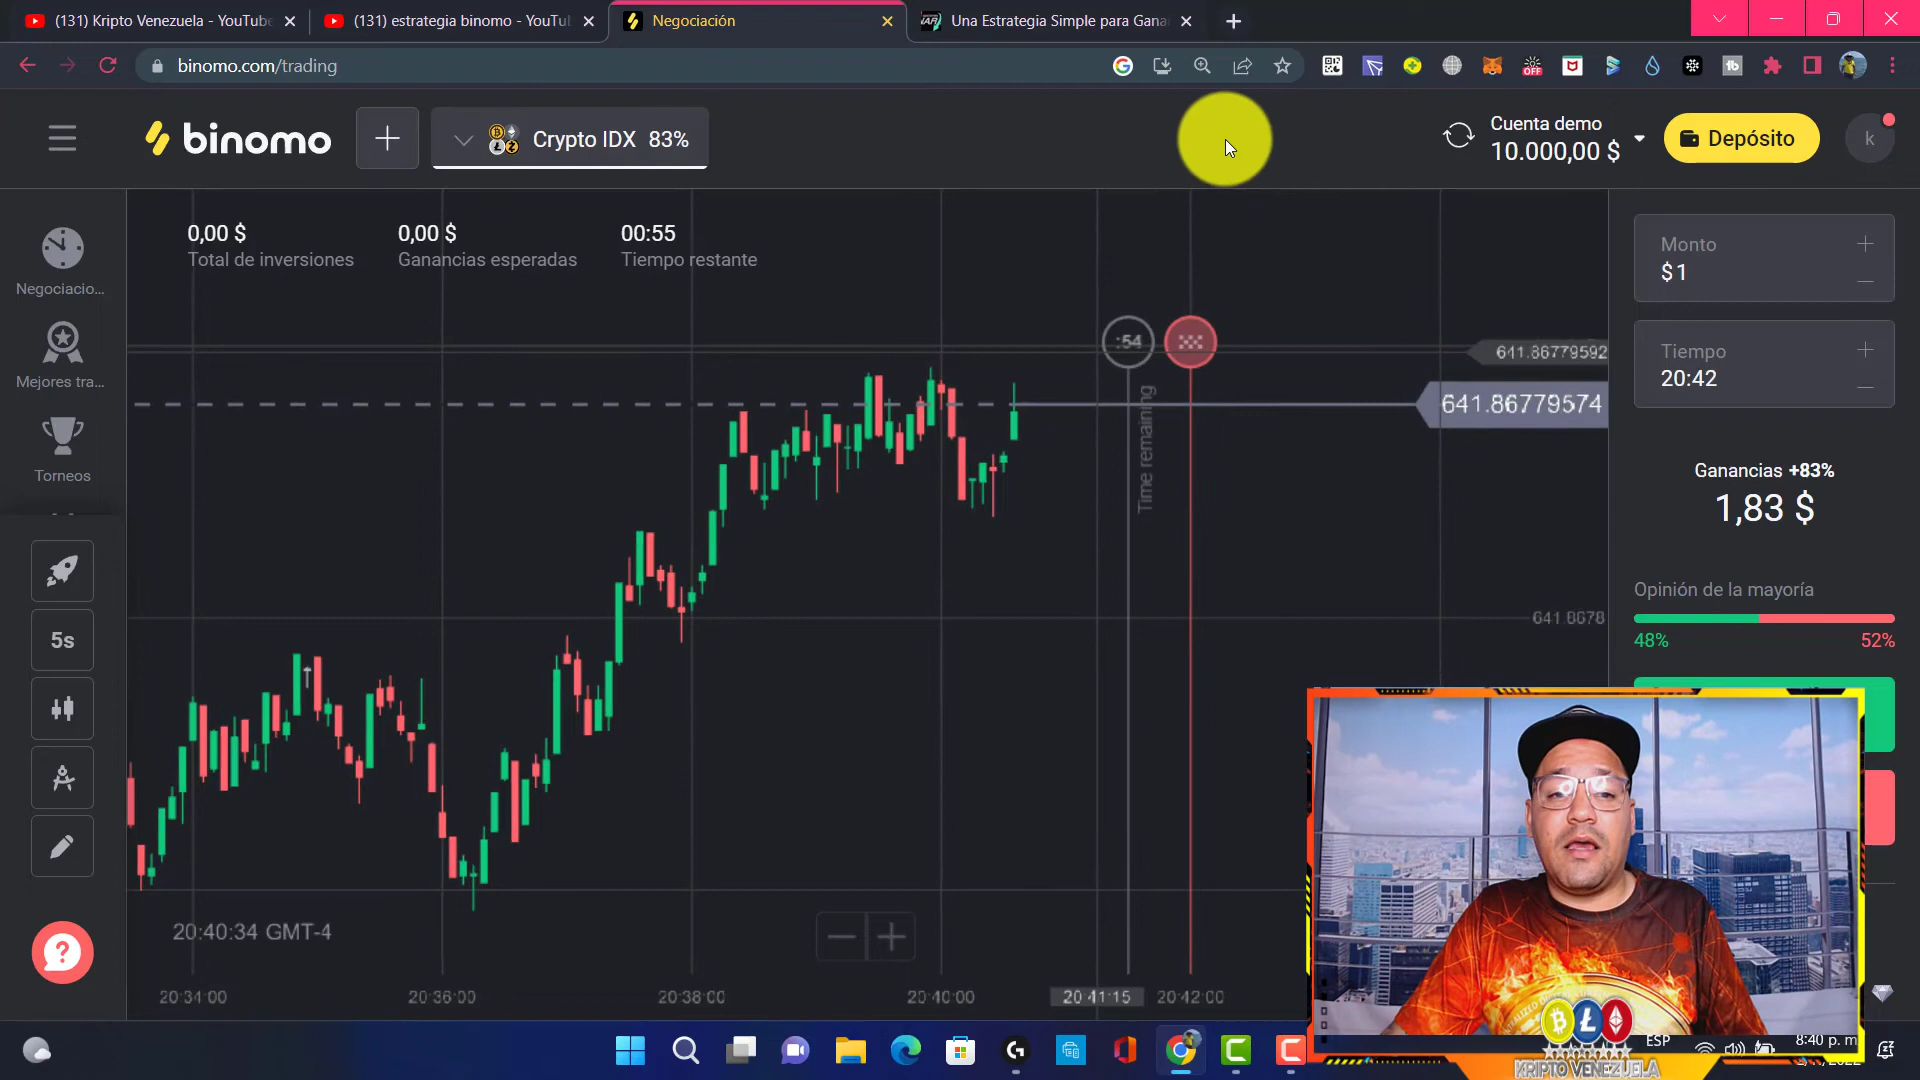 (131) Kripto Venezuela - YouTube
(131) estrategia binomo - YouTu
Negociación
Una Estrategia Simple para Gana
binomo.com/trading
OFF
binomo
Crypto IDX 83%
Cuenta demo
10.000,00 $
Depósito
k
0,00 $
Total de inversiones
0,00 $
Ganancias esperadas
00:55
Tiempo restante
Negociacio...
Mejores tra...
Torneos
5s
:54
Time remaining
641.86779592
641.86779574
641.8678
Monto
$1
Tiempo
20:42
Ganancias +83%
1,83 $
Opinión de la mayoría
48%
52%
20:40:34 GMT-4
20:34:00
20:36:00
20:38:00
20:40:00
20:41:15
20:42:00
ESP
8:40 p. m.
KRIPTO VENEZUELA